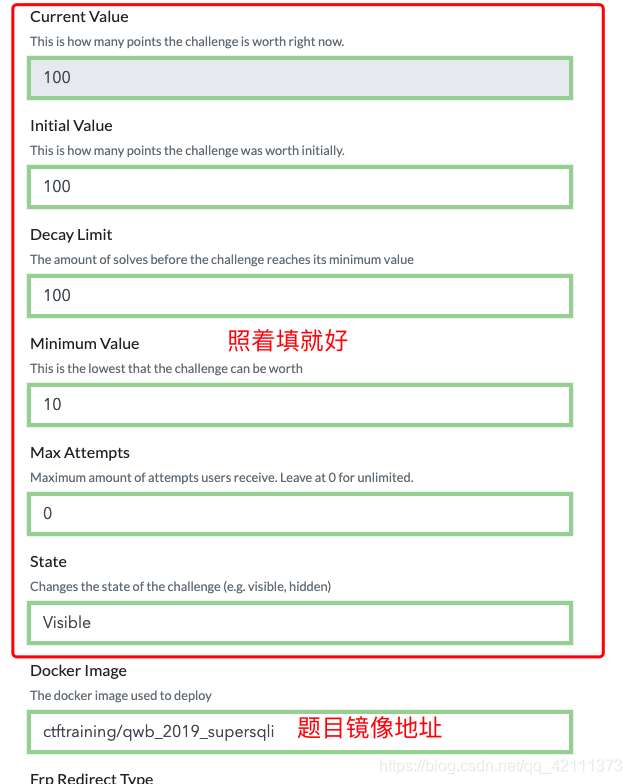 Current Value
This is how many points the challenge is worth right now.
100
Initial Value
This is how many points the challenge was worth initially.
100
Decay Limit
The amount of solves before the challenge reaches its minimum value
100
Minimum Value 照着填就好
This is the lowest that the challenge can be worth
10
Max Attempts
Maximum amount of attempts users receive. Leave at 0 for unlimited.
0
State
Changes the state of the challenge (e.g. visible, hidden)
Visible
Docker Image
The docker image used to deploy
ctftraining/qwb_2019_supersqli 题目镜像地址
https://blog.csdn.net/qq_42111373
Frp Redirect Type